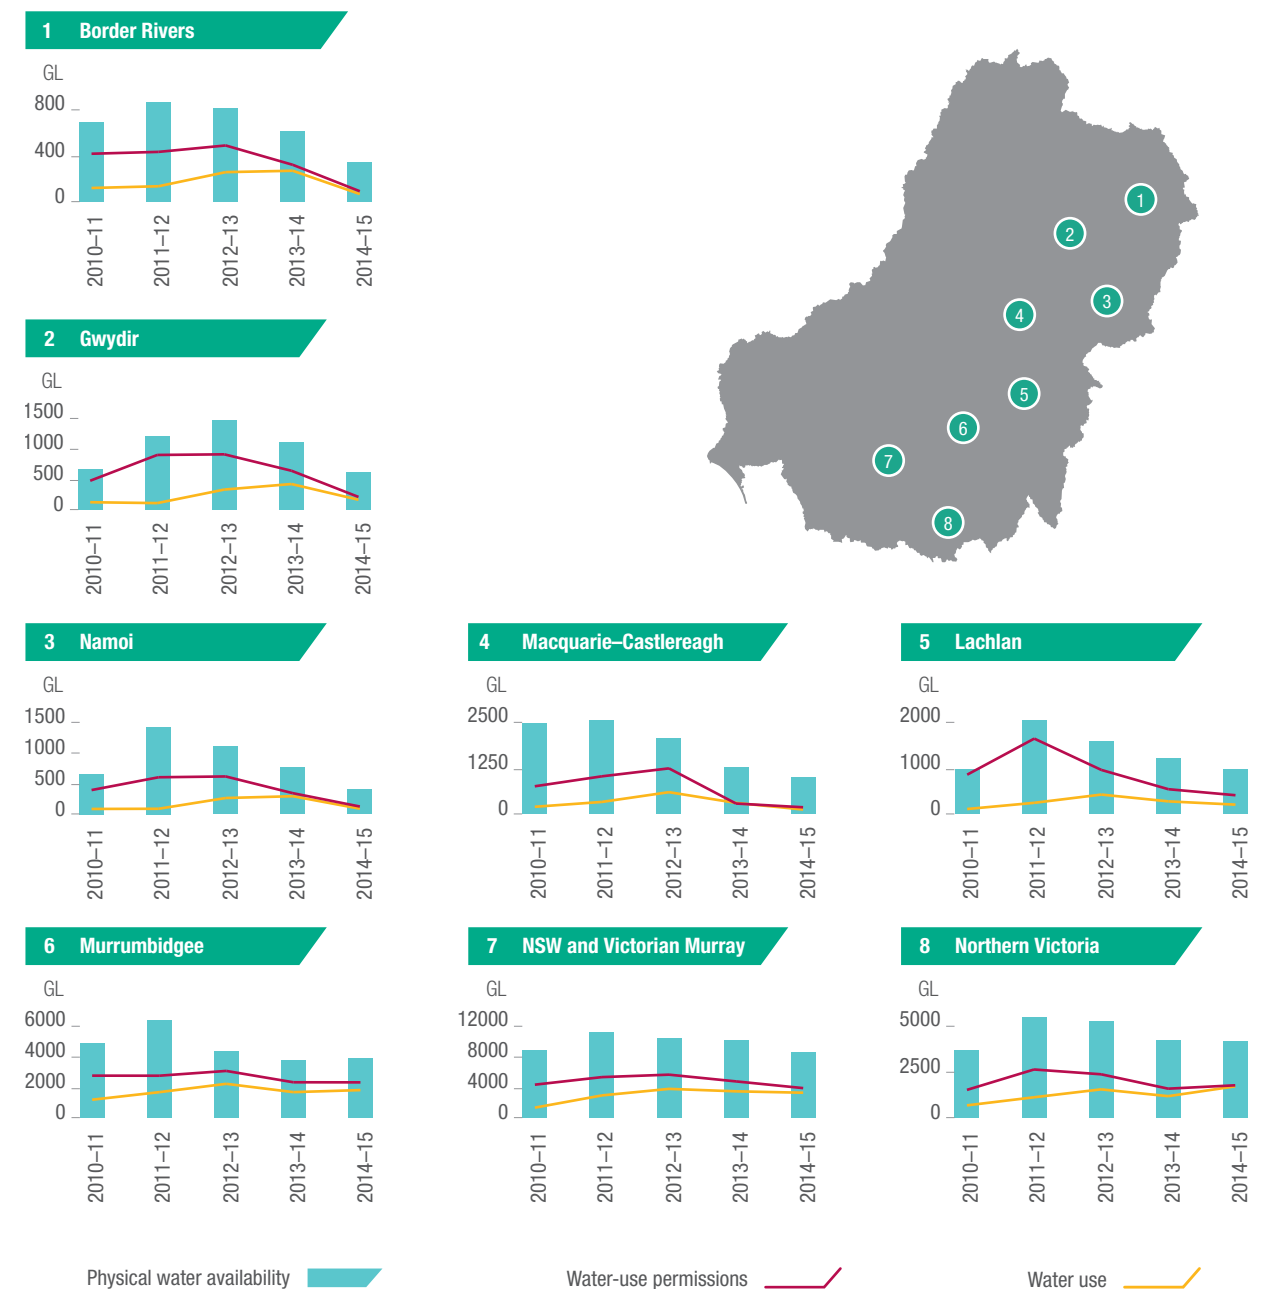 1 Border Rivers
GL
800
400
0
2010–11 2011–12 2012–13 2013–14 2014–15
1
2
3
4
5
6
7
8
2 Gwydir
GL
1500
1000
500
0
2010–11 2011–12 2012–13 2013–14 2014–15
3 Namoi
GL
1500
1000
500
0
2010–11 2011–12 2012–13 2013–14 2014–15
4 Macquarie–Castlereagh
GL
2500
1250
0
2010–11 2011–12 2012–13 2013–14 2014–15
5 Lachlan
GL
2000
1000
0
2010–11 2011–12 2012–13 2013–14 2014–15
6 Murrumbidgee
GL
6000
4000
2000
0
2010–11 2011–12 2012–13 2013–14 2014–15
7 NSW and Victorian Murray
GL
12000
8000
4000
0
2010–11 2011–12 2012–13 2013–14 2014–15
8 Northern Victoria
GL
5000
2500
0
2010–11 2011–12 2012–13 2013–14 2014–15
Physical water availability
Water-use permissions
Water use